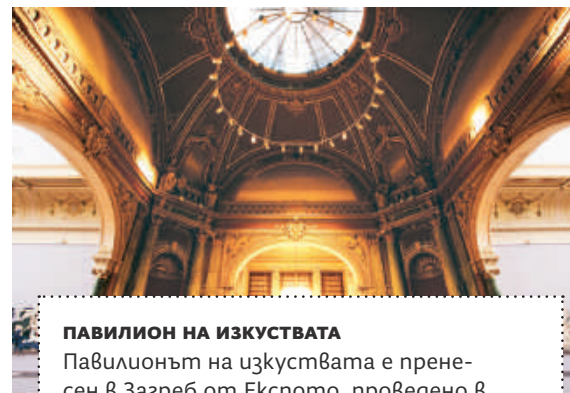 ПАВИЛИОН НА ИЗКУСТВАТА
Павилионът на изкуствата е прене-
сен в Загреб от Експото, проведено в